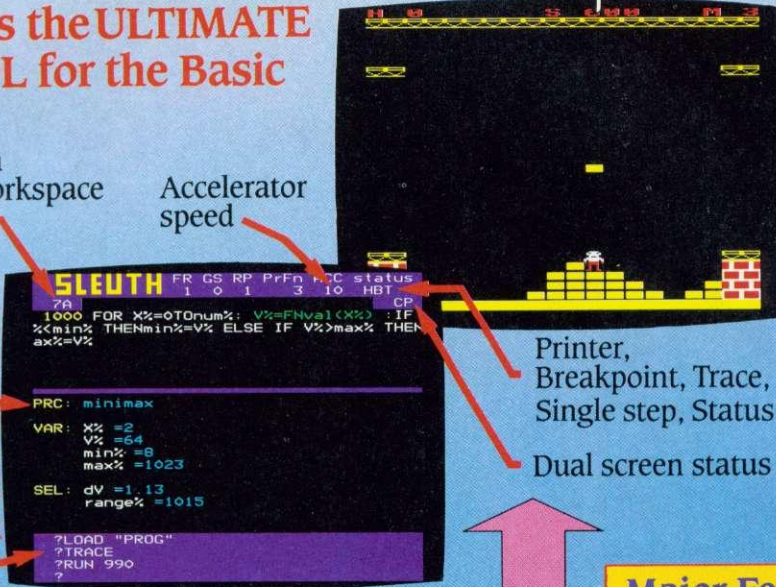 s the ULTIMATE
L for the Basic
orkspace
Accelerator
speed
SLEUTH FR GS RP PrFn ACC status
1 0 1 3 10 HBT
7A CP
1000 FOR X%=0TOnum%: V%=FNval(X%) :IF
%<min% THENmin%=V% ELSE IF V%>max% THEN
ax%=V%
PRC: minimax
VAR: X% =2
V% =64
min% =8
max% =1023
SEL: dV =1.13
range% =1015
?LOAD "PROG"
?TRACE
?RUN 990
?
Printer,
Breakpoint, Trace,
Single step, Status
Dual screen status